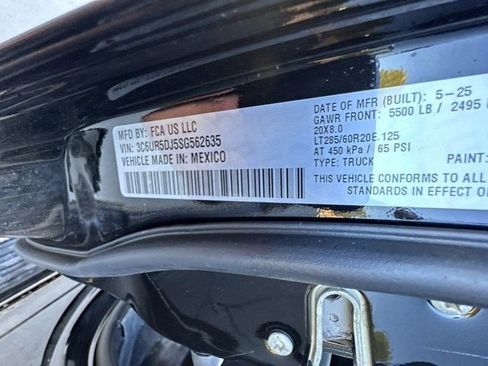 MFD BY: FCA US LLC
VIN: 3C6UR5DJ5SG562635
MADE IN: MEXICO
DATE OF MFR (BUILT): 5-25
GAWR FRONT: 5500 LB / 2495
20X8.0
LT285/60R20E 125
AT 450 kPa / 65 PSI
TYPE: TRUCK
PAINT:
THIS VEHICLE CONFORMS TO ALL
STANDARDS IN EFFECT